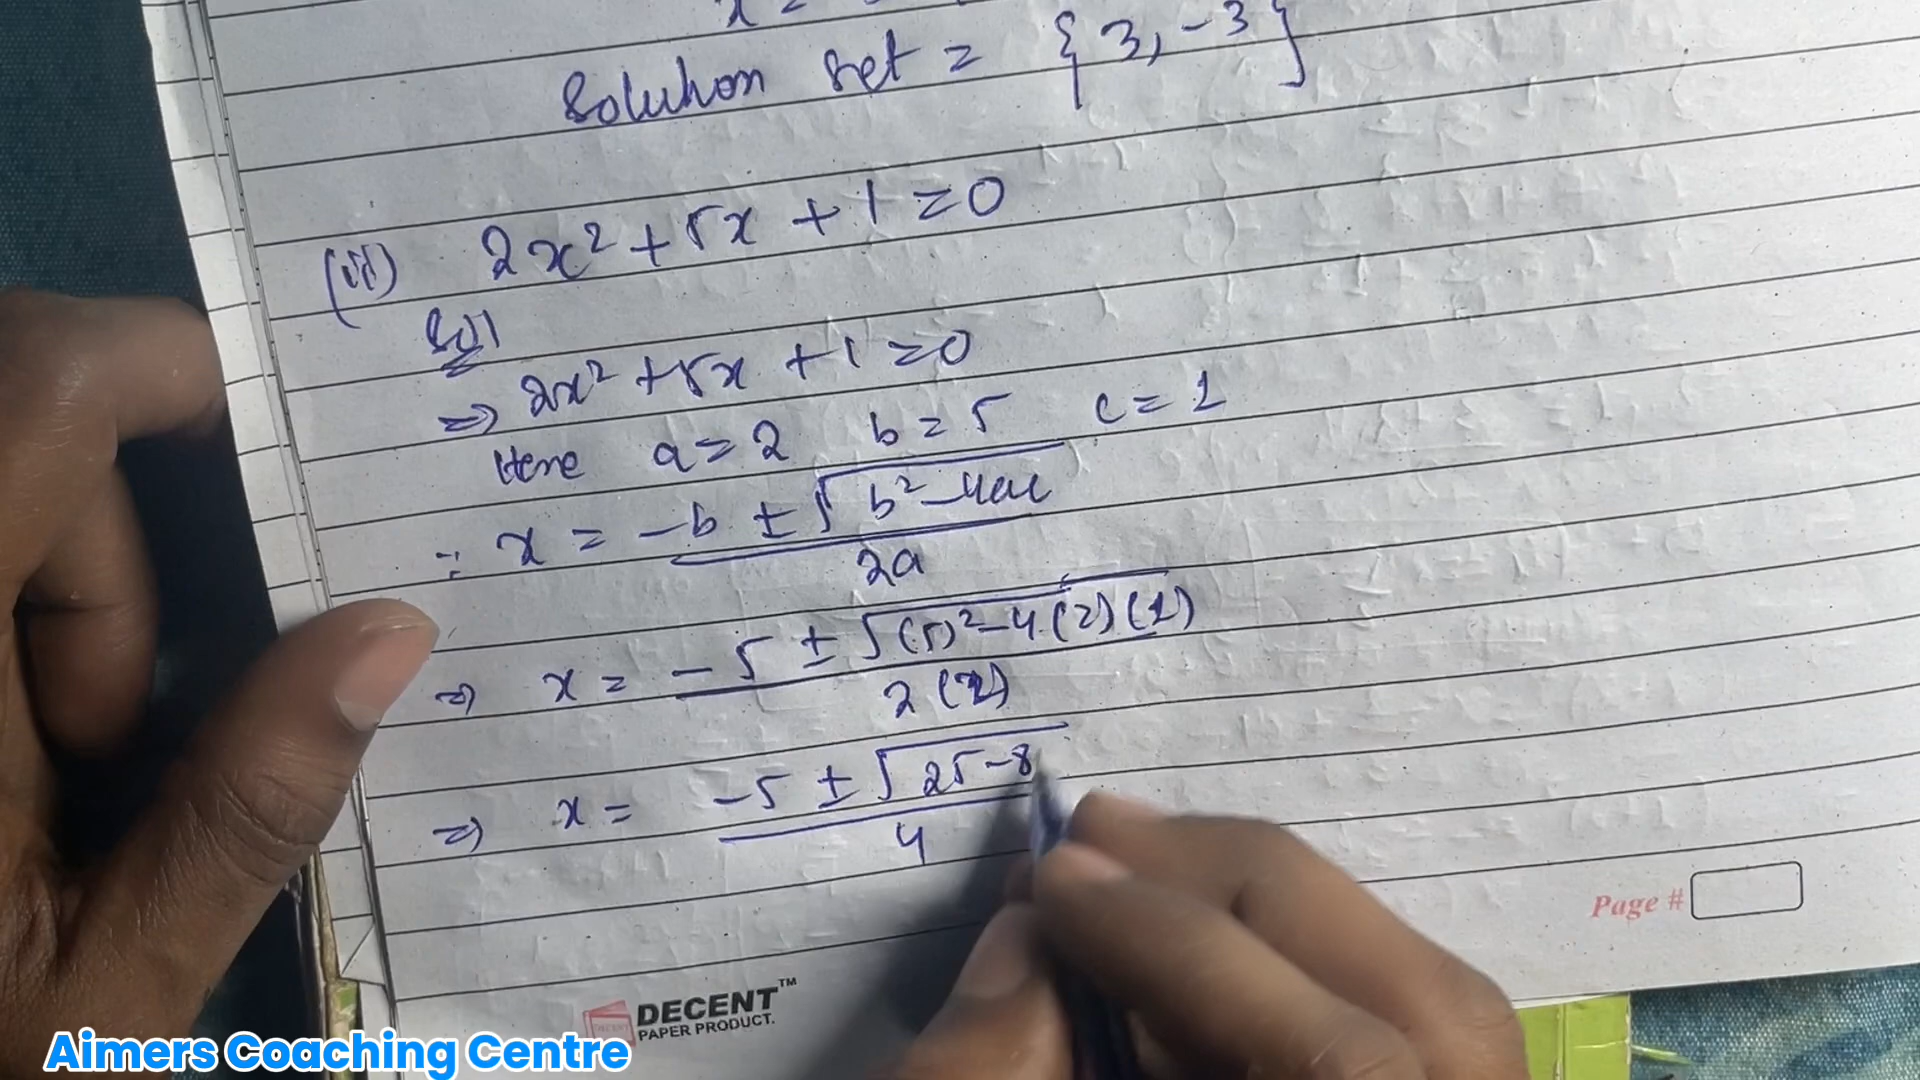 Solution set = {3, -3}
(iii) 2x² + 5x + 1 = 0
Sol
⇒ 2x² + 5x + 1 = 0
Here a = 2 b = 5 c = 1
∵ x = -b ± √b² - 4ac
2a
⇒ x = -5 ± √(5)² - 4(2)(1)
2(2)
⇒ x = -5 ± √25 - 8
4
Page #
DECENT™
PAPER PRODUCT.
Aimers Coaching Centre